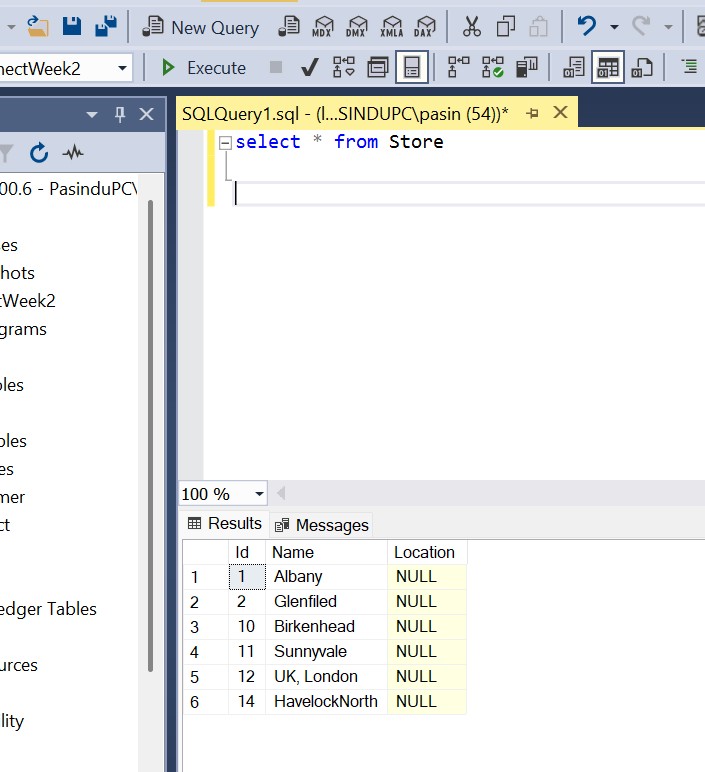 New Query MDX DMX XMLA DAX
nectWeek2 Execute
SQLQuery1.sql - (l...SINDUPC\pasin (54))*
select * from Store
00.6 - PasinduPC\
ses
hots
tWeek2
grams
bles
bles
es
mer
ct
edger Tables
urces
lity
100 %
Results Messages
Id Name Location
1 1 Albany NULL
2 2 Glenfiled NULL
3 10 Birkenhead NULL
4 11 Sunnyvale NULL
5 12 UK, London NULL
6 14 HavelockNorth NULL